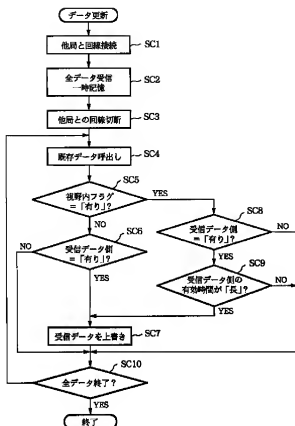 データ更新
他局と回線接続
SC1
全データ受信
一時記憶
SC2
他局との回線切断
SC3
既存データ呼出し
SC4
SC5
視野内フラグ
=「有り」?
YES
NO
SC6
受信データ側
=「有り」?
NO
YES
SC8
受信データ側
=「有り」?
NO
YES
SC9
受信データ側の
有効時間が「長」?
NO
YES
受信データを上書き
SC7
SC10
全データ終了?
NO
YES
終了